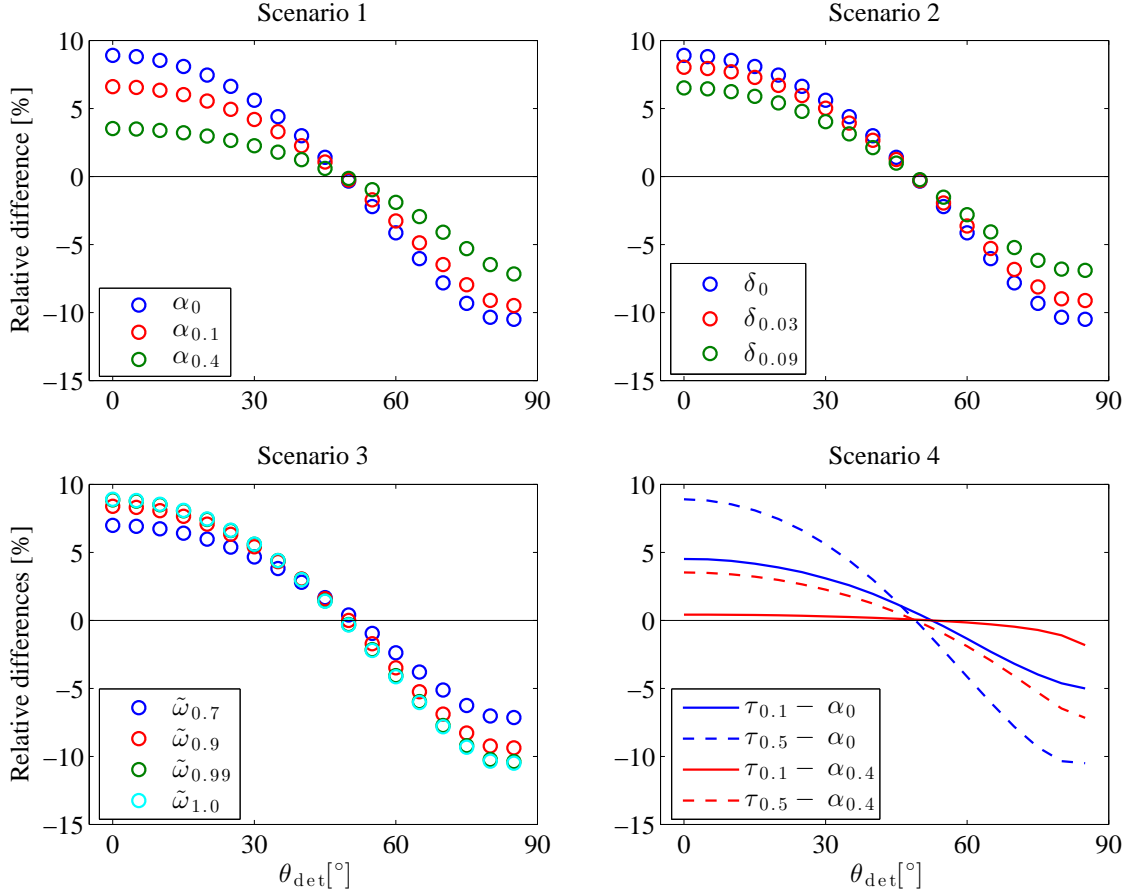 Scenario 1
Scenario 2
Relative difference [%]
10
5
0
−5
−10
−15
0
30
60
90
α₀
α₀.₁
α₀.₄
10
5
0
−5
−10
−15
0
30
60
90
δ₀
δ₀.₀₃
δ₀.₀₉
Scenario 3
Scenario 4
Relative differences [%]
10
5
0
−5
−10
−15
0
30
60
90
θdet[°]
ω̃₀.₇
ω̃₀.₉
ω̃₀.₉₉
ω̃₁.₀
10
5
0
−5
−10
−15
0
30
60
90
θdet[°]
τ₀.₁ − α₀
τ₀.₅ − α₀
τ₀.₁ − α₀.₄
τ₀.₅ − α₀.₄